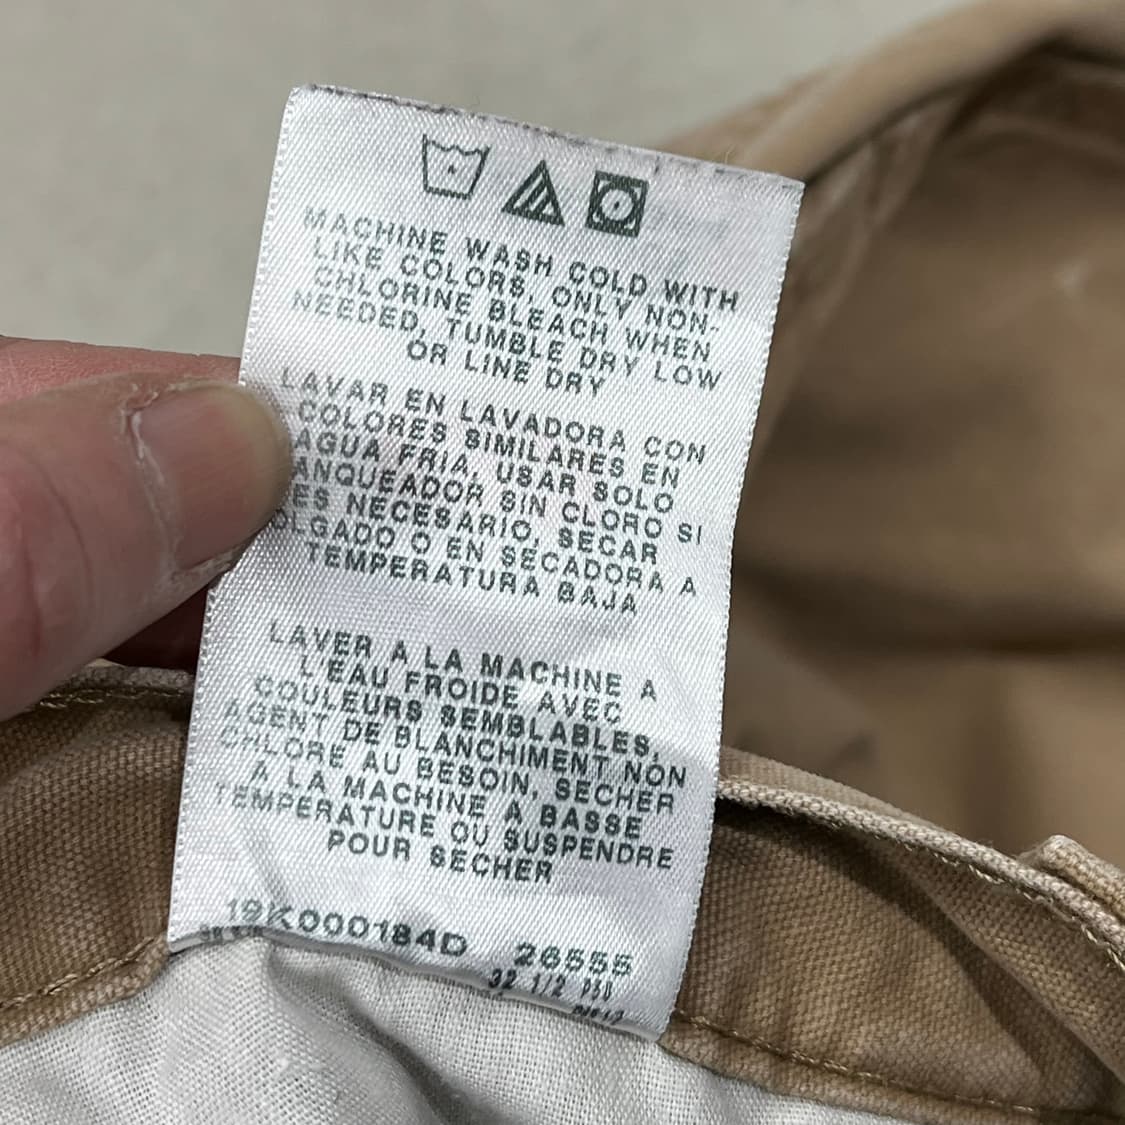 MACHINE WASH COLD WITH
LIKE COLORS, ONLY NON-
CHLORINE BLEACH WHEN
NEEDED, TUMBLE DRY LOW
OR LINE DRY
LAVAR EN LAVADORA CON
COLORES SIMILARES EN
AGUA FRIA, USAR SOLO
ANQUEADOR SIN CLORO SI
ES NECESARIO, SECAR
LGADO O EN SECADORA A
TEMPERATURA BAJA
LAVER A LA MACHINE A
L'EAU FROIDE AVEC
COULEURS SEMBLABLES,
AGENT DE BLANCHIMENT NON
CHLORE AU BESOIN, SECHER
A LA MACHINE A BASSE
TEMPERATURE OU SUSPENDRE
POUR SECHER
19K000184D 26555
32 1/2